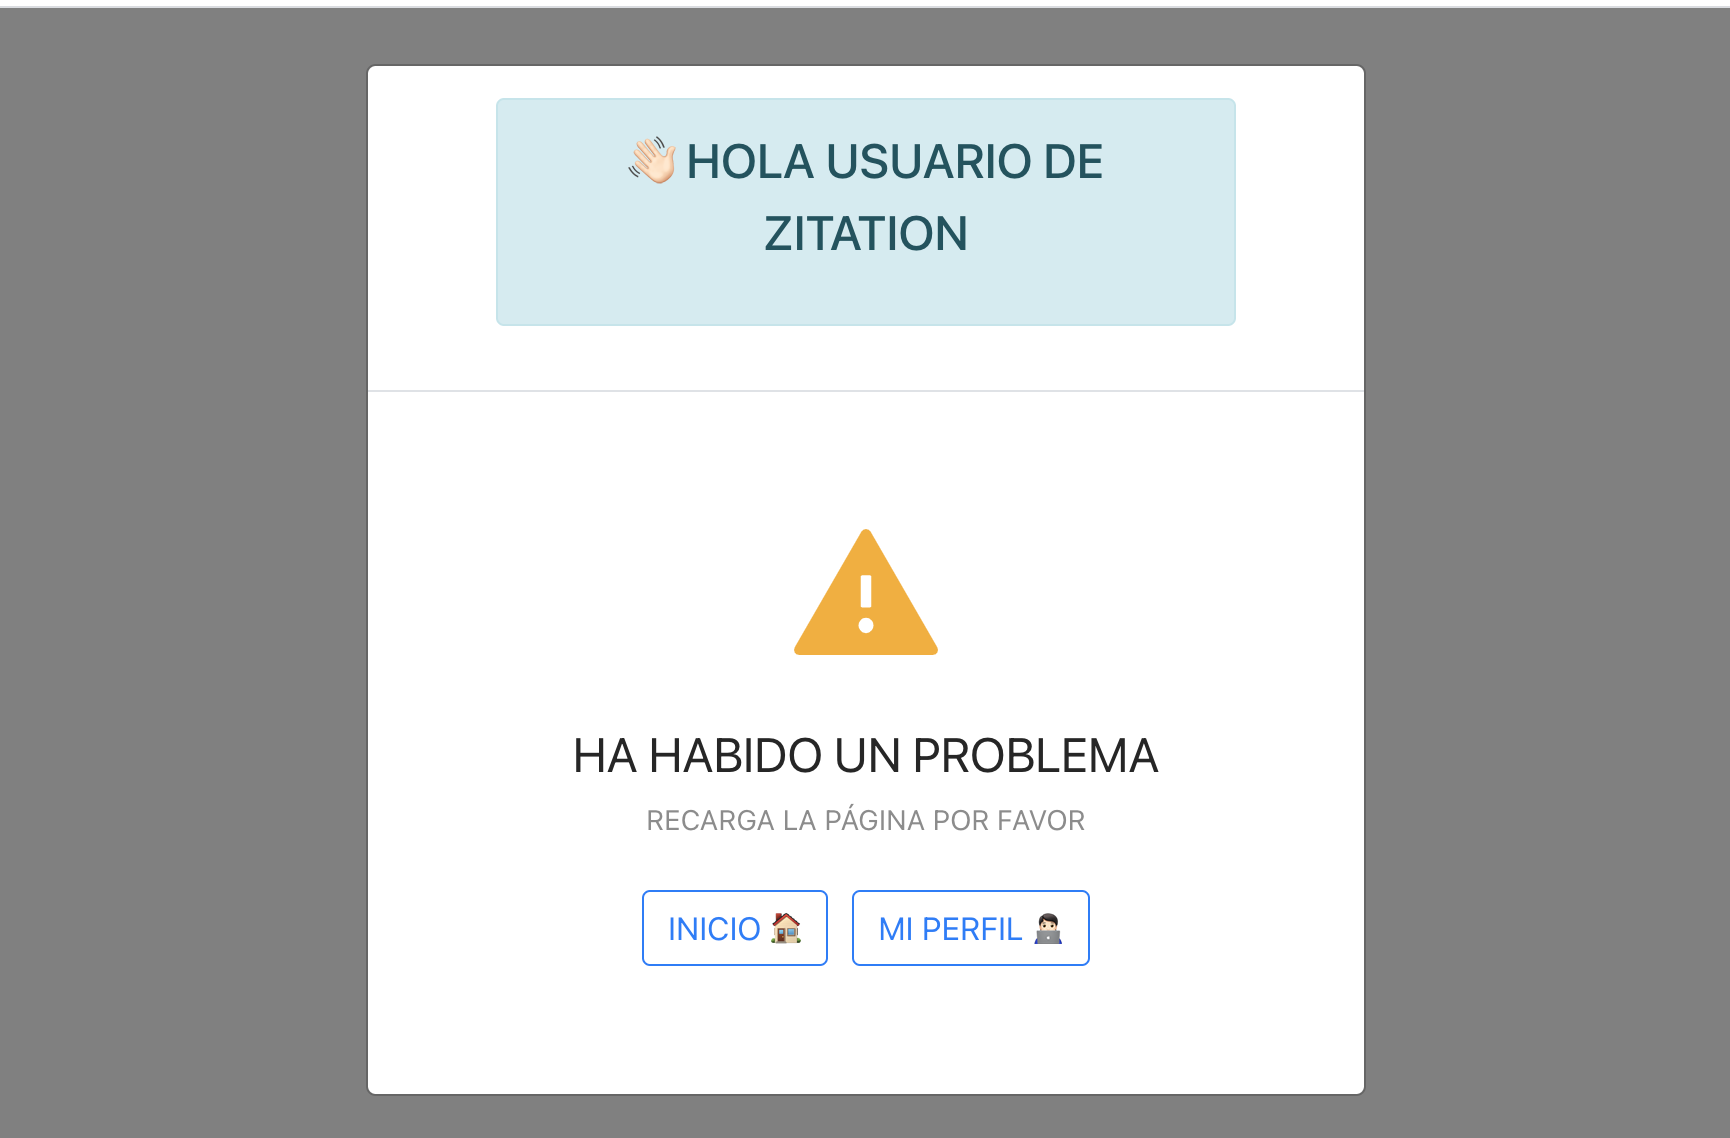 👋🏻 HOLA USUARIO DE
ZITATION
HA HABIDO UN PROBLEMA
RECARGA LA PÁGINA POR FAVOR
INICIO 🏠
MI PERFIL 🧑🏻‍💻